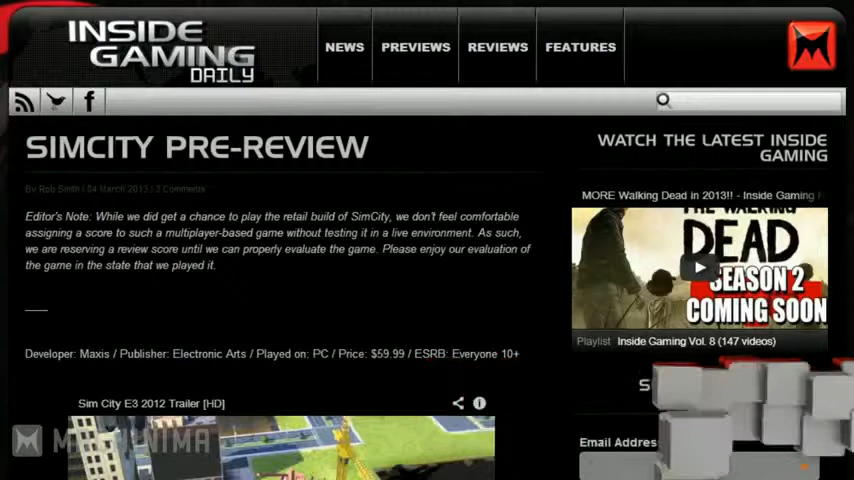 INSIDE
GAMING
DAILY
NEWS
PREVIEWS
REVIEWS
FEATURES
SIMCITY PRE-REVIEW
By Rob Smith / 04 March 2013 / 3 Comments
Editor's Note: While we did get a chance to play the retail build of SimCity, we don't feel comfortable
assigning a score to such a multiplayer-based game without testing it in a live environment. As such,
we are reserving a review score until we can properly evaluate the game. Please enjoy our evaluation of
the game in the state that we played it.
Developer: Maxis / Publisher: Electronic Arts / Played on: PC / Price: $59.99 / ESRB: Everyone 10+
Sim City E3 2012 Trailer [HD]
MACHINIMA
WATCH THE LATEST INSIDE
GAMING
MORE Walking Dead in 2013!! - Inside Gaming
THE WALKING
DEAD
SEASON 2
COMING SOON
Playlist Inside Gaming Vol. 8 (147 videos)
Email Addres